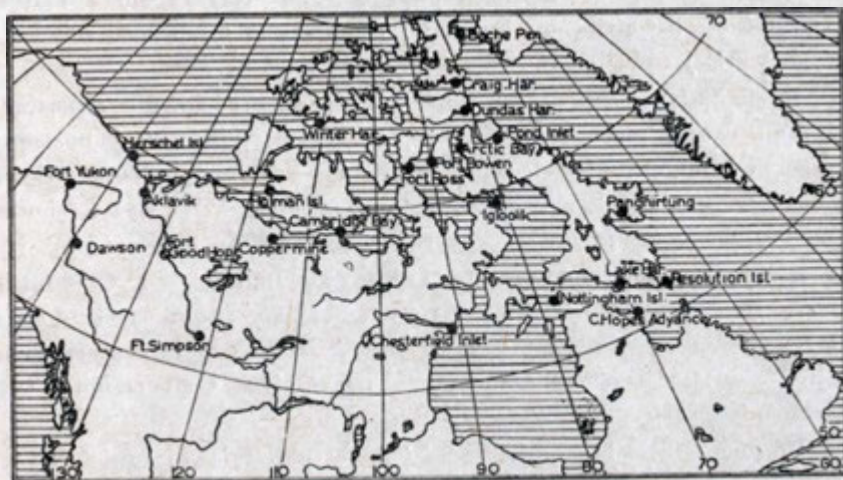 70
Bache Pen.
Craig Har.
Dundas Har.
Winter Har.
Pond Inlet
Arctic Bay
Herschel Isl.
Port Bowen
Fort Ross
Fort Yukon
Aklavik
Holman Isl.
Igloolik
Pangnirtung
60
Cambridge Bay
Dawson
Fort
Good Hope
Coppermine
Lake Har.
Resolution Isl.
Nottingham Isl.
C.Hopes Advance
Ft. Simpson
Chesterfield Inlet
130
120
110
100
90
80
70
50
60